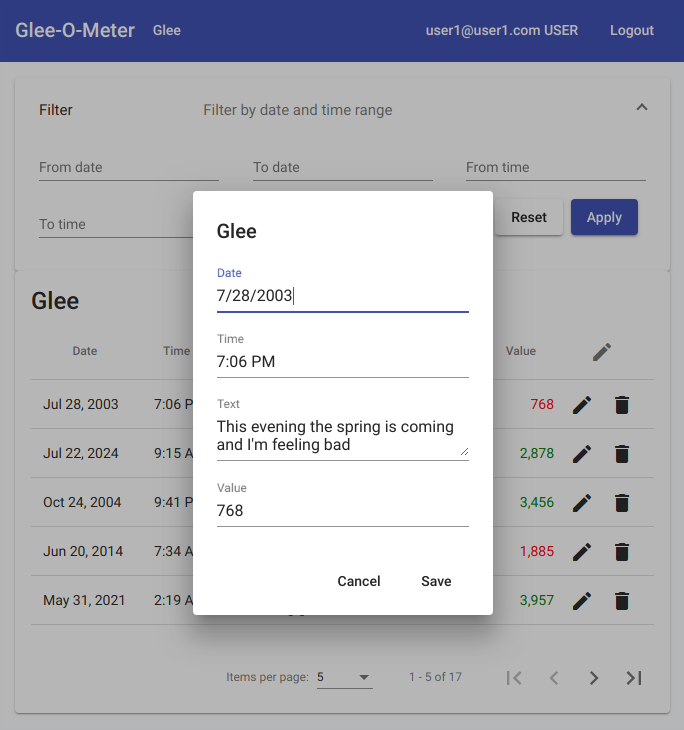 Glee-O-Meter Glee user1@user1.com USER Logout
Filter Filter by date and time range
From date To date From time
To time Reset Apply
Glee
Date
7/28/2003
Time
7:06 PM
Text
This evening the spring is coming
and I'm feeling bad
Value
768
Cancel Save
Glee
Date Time Value
Jul 28, 2003 7:06 P 768
Jul 22, 2024 9:15 A 2,878
Oct 24, 2004 9:41 P 3,456
Jun 20, 2014 7:34 A 1,885
May 31, 2021 2:19 A 3,957
Items per page: 5 1 - 5 of 17